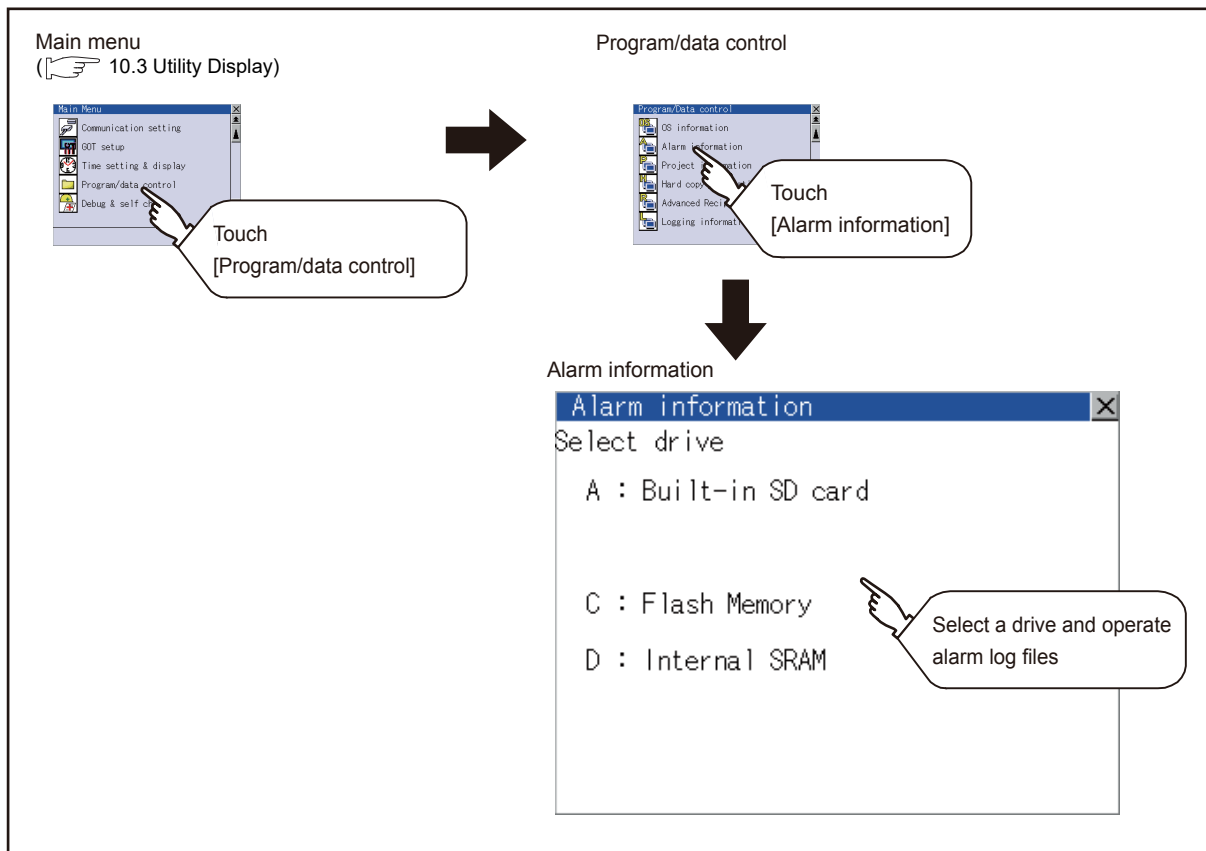 Main menu
( 10.3 Utility Display)
Main Menu
Communication setting
GOT setup
Time setting & display
Program/data control
Debug & self
Touch
[Program/data control]
Program/data control
Program/Data control
OS information
Alarm information
Project information
Hard copy
Advanced
Logging
Touch
[Alarm information]
Alarm information
Alarm information
Select drive
A : Built-in SD card
C : Flash Memory
D : Internal SRAM
Select a drive and operate
alarm log files